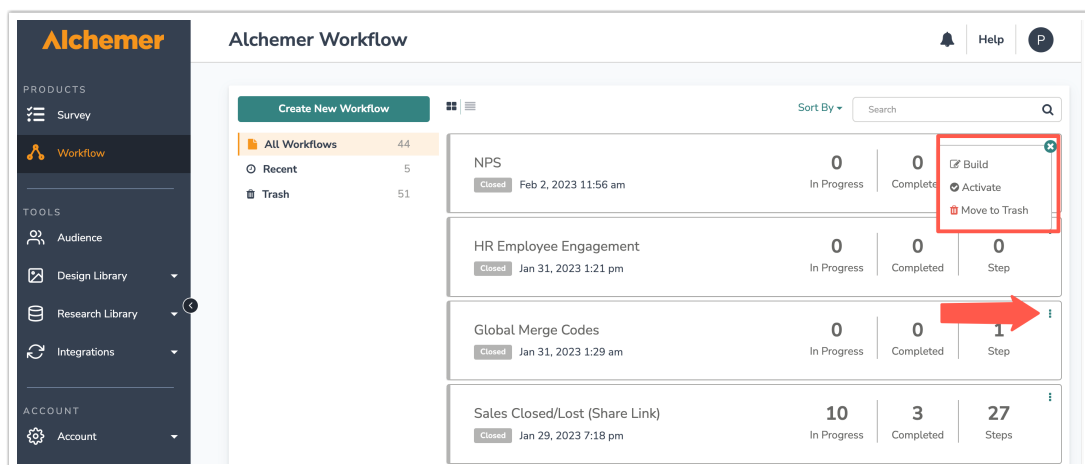 Alchemer
Alchemer Workflow
Help
P
PRODUCTS
Survey
Workflow
TOOLS
Audience
Design Library
Research Library
Integrations
ACCOUNT
Account
Create New Workflow
All Workflows 44
Recent 5
Trash 51
Sort By
Search
NPS
Closed Feb 2, 2023 11:56 am
0 In Progress
0 Complete
Build
Activate
Move to Trash
HR Employee Engagement
Closed Jan 31, 2023 1:21 pm
0 In Progress
0 Completed
0 Step
Global Merge Codes
Closed Jan 31, 2023 1:29 am
0 In Progress
0 Completed
1 Step
Sales Closed/Lost (Share Link)
Closed Jan 29, 2023 7:18 pm
10 In Progress
3 Completed
27 Steps